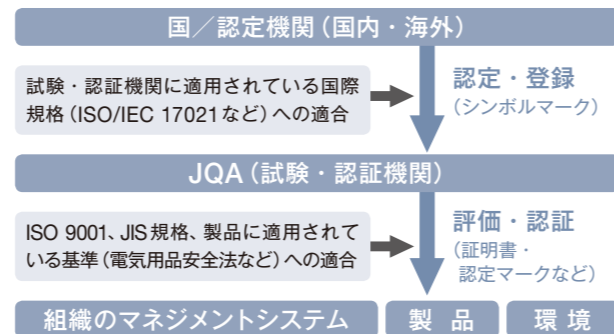 国／認定機関（国内・海外）
試験・認証機関に適用されている国際
規格（ISO/IEC 17021など）への適合
認定・登録
（シンボルマーク）
JQA（試験・認証機関）
ISO 9001、JIS規格、製品に適用されて
いる基準（電気用品安全法など）への適合
評価・認証
（証明書・
認定マークなど）
組織のマネジメントシステム
製品
環境